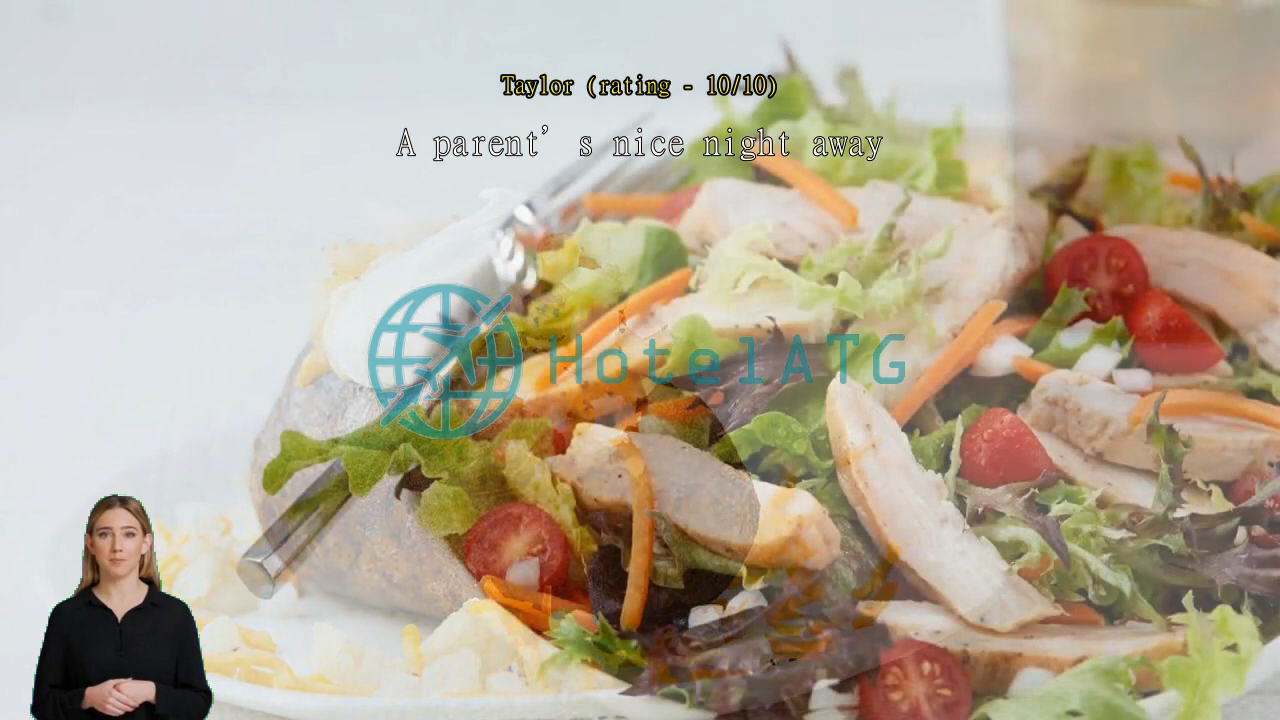 Taylor (rating - 10/10)
A parent’s nice night away
HotelATG